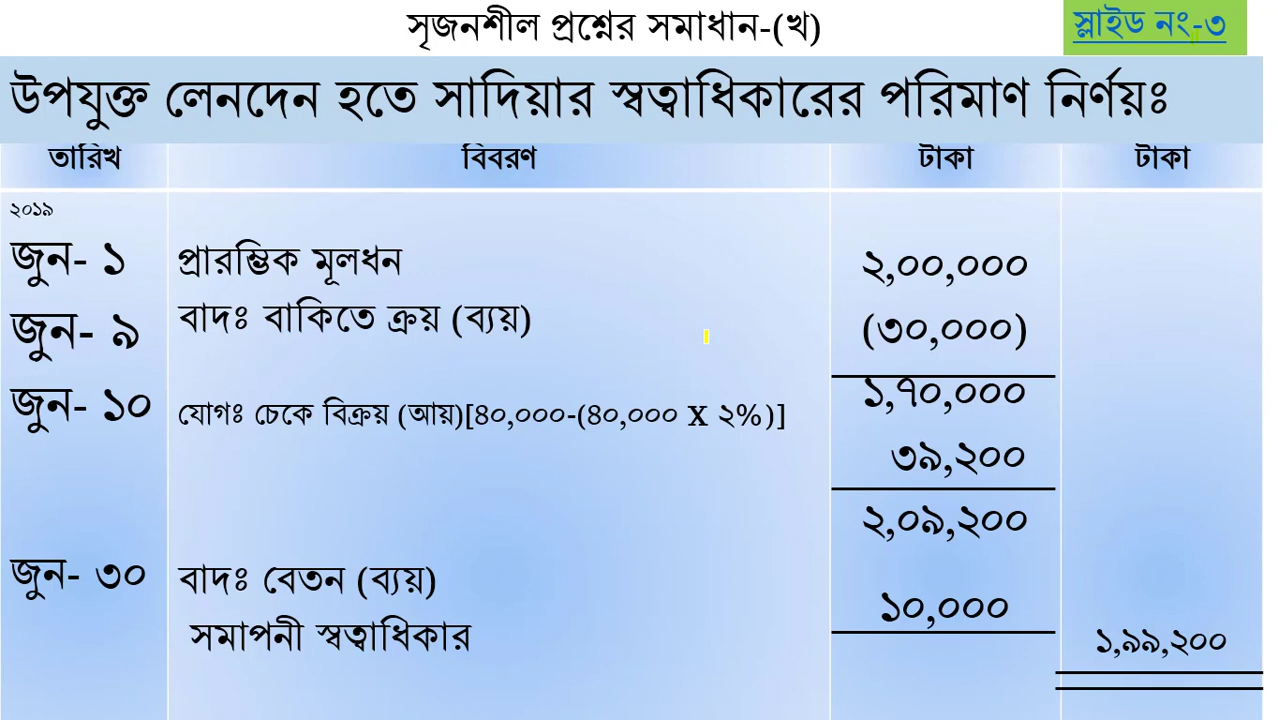 সৃজনশীল প্রশ্নের সমাধান-(খ)
স্লাইড নং-৩
উপযুক্ত লেনদেন হতে সাদিয়ার স্বত্বাধিকারের পরিমাণ নির্ণয়ঃ
তারিখ বিবরণ টাকা টাকা
২০১৯
জুন- ১ প্রারম্ভিক মূলধন ২,০০,০০০
জুন- ৯ বাদঃ বাকিতে ক্রয় (ব্যয়) (৩০,০০০)
১,৭০,০০০
জুন- ১০ যোগঃ চেকে বিক্রয় (আয়)[৪০,০০০-(৪০,০০০ x ২%)]
৩৯,২০০
২,০৯,২০০
জুন- ৩০ বাদঃ বেতন (ব্যয়)
১০,০০০
সমাপনী স্বত্বাধিকার ১,৯৯,২০০